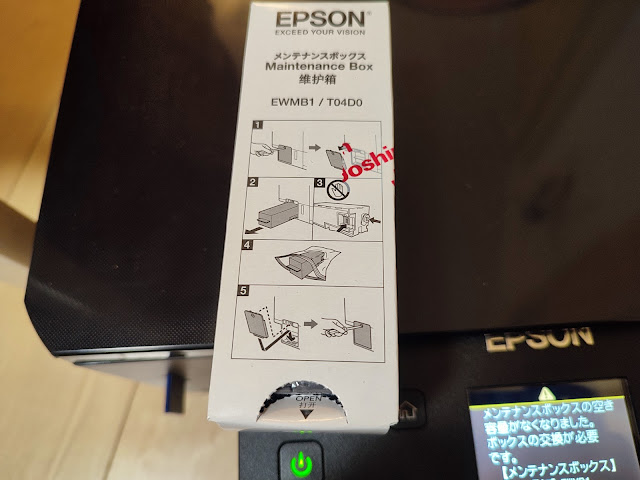 EPSON
EXCEED YOUR VISION
メンテナンスボックス
Maintenance Box
维护箱
EWMB1 / T04D0
1
Joshin
2
3
4
5
OPEN
打开
EPSON
メンテナンスボックスの空き
容量がなくなりました。
ボックスの交換が必要
です。
【メンテナンスボックス】